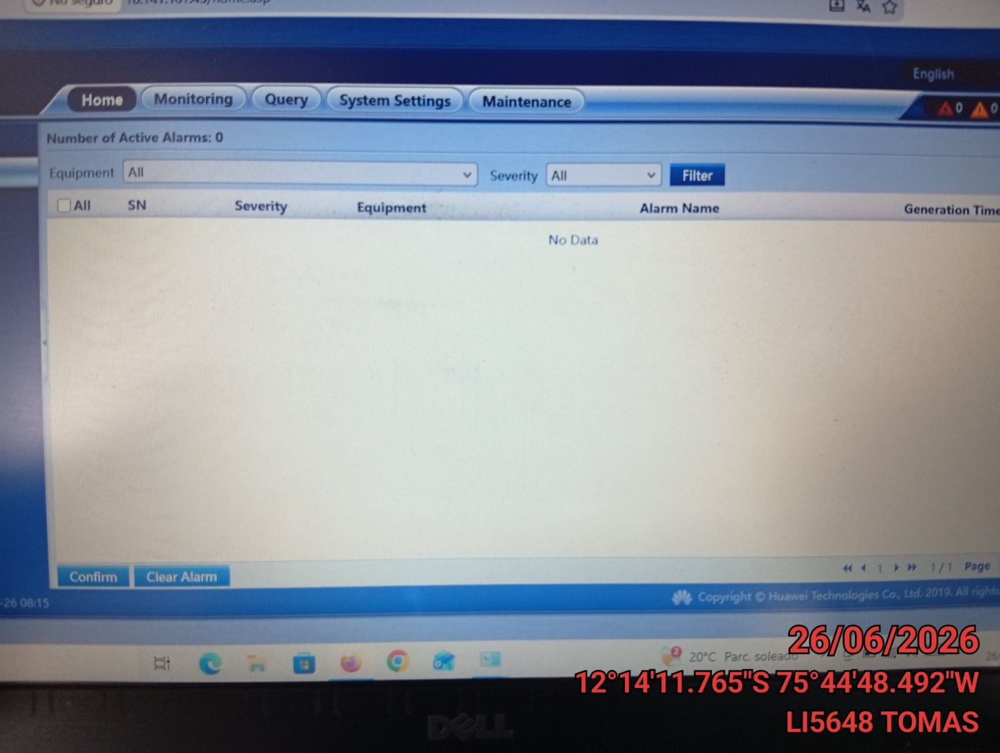 No seguro
English
Home Monitoring Query System Settings Maintenance
0 0
Number of Active Alarms: 0
Equipment All Severity All Filter
All SN Severity Equipment Alarm Name Generation Time
No Data
Confirm Clear Alarm
1 1/1 Page
-26 08:15
Copyright © Huawei Technologies Co., Ltd. 2019. All rights
2
20°C Parc. soleado
26/06/2026
12°14'11.765"S 75°44'48.492"W
DELL
LI5648 TOMAS